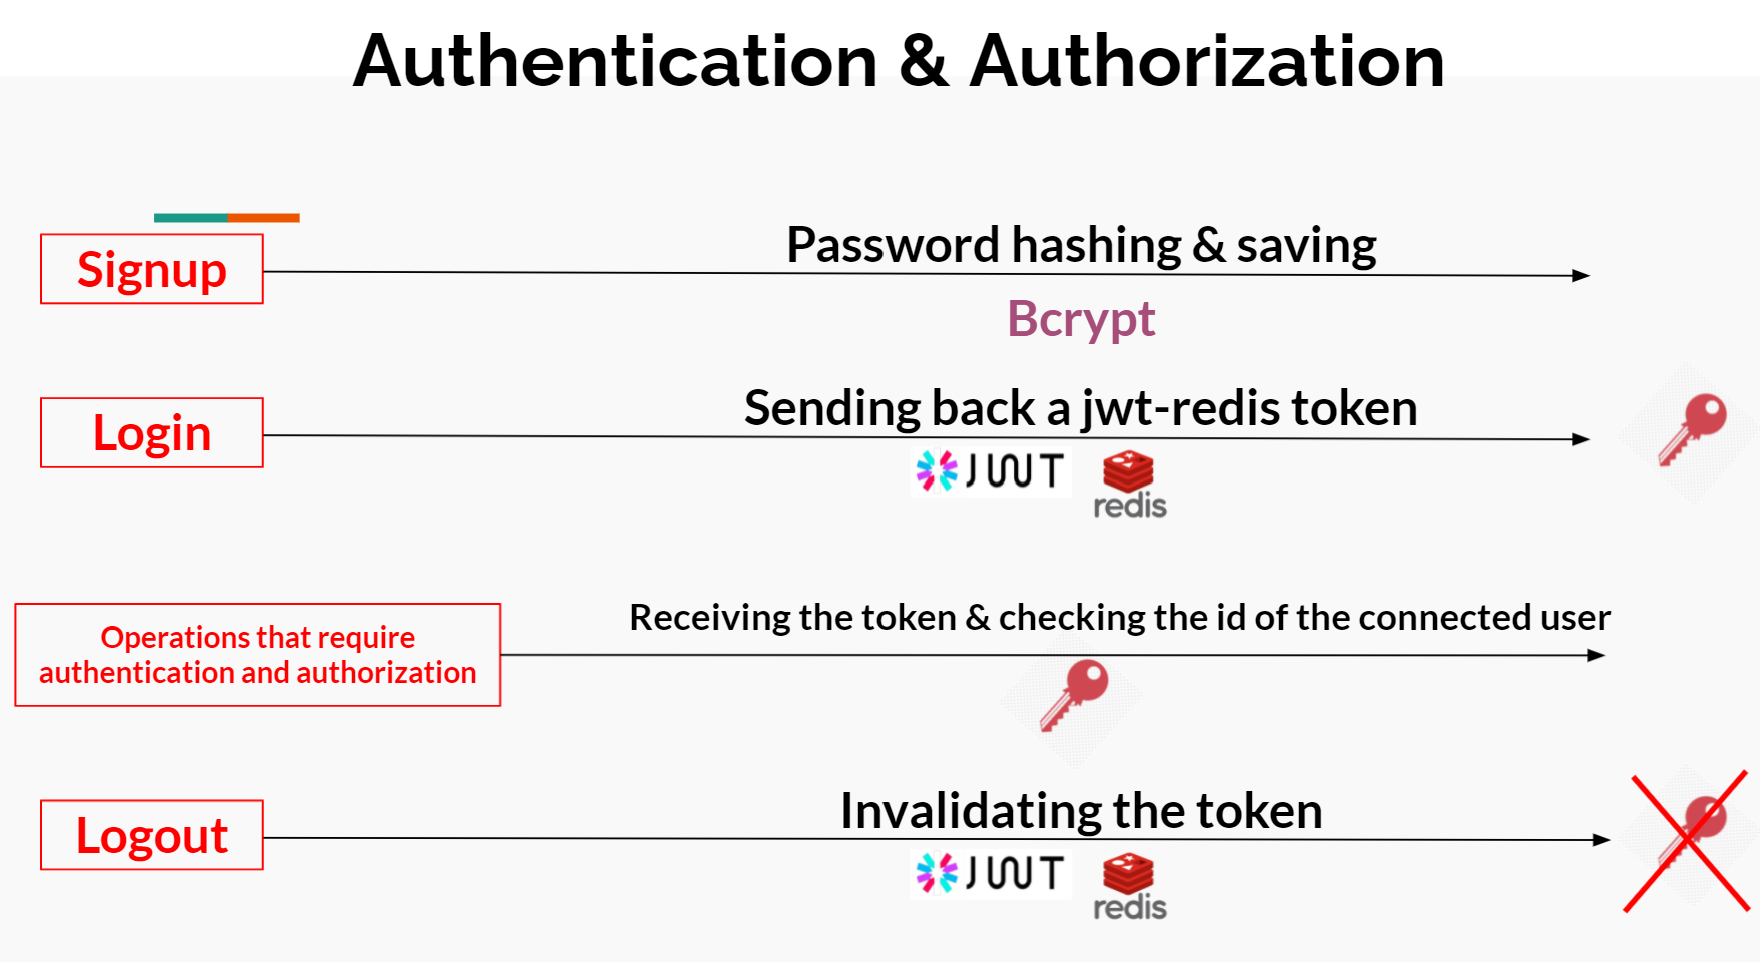 Authentication & Authorization
Signup
Password hashing & saving
Bcrypt
Login
Sending back a jwt-redis token
JWT
redis
Operations that require
authentication and authorization
Receiving the token & checking the id of the connected user
Logout
Invalidating the token
JWT
redis